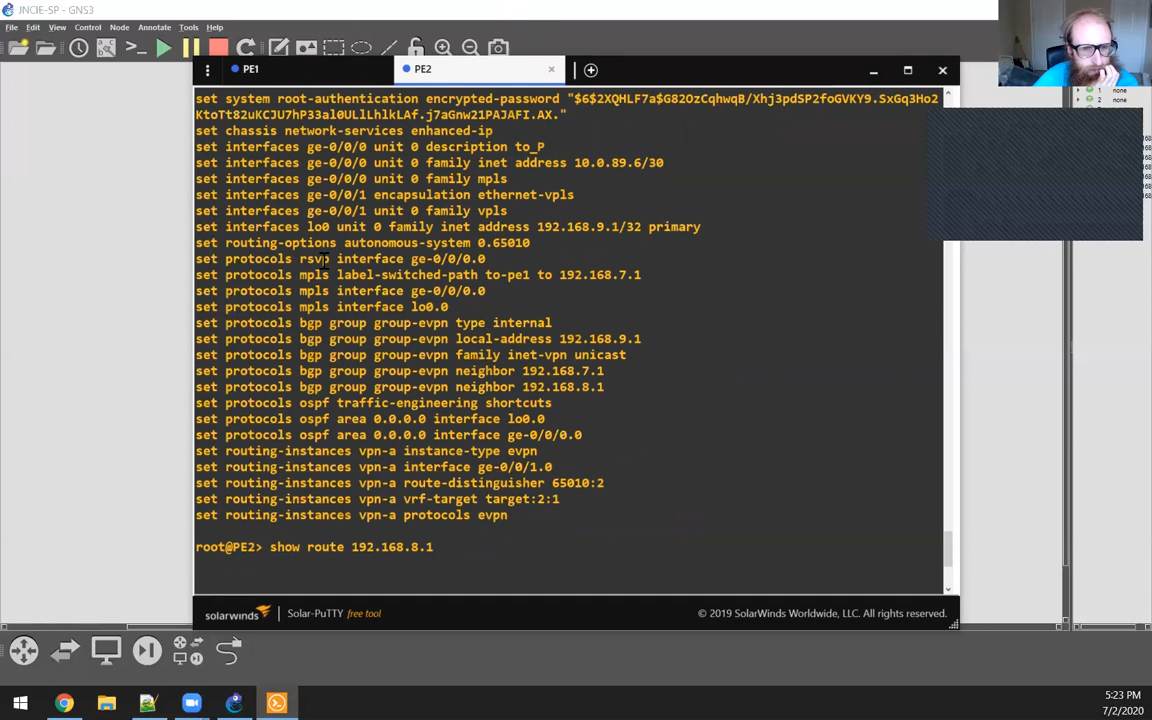 JNCIE-SP - GNS3
File Edit View Control Node Annotate Tools Help
PE1
PE2
set system root-authentication encrypted-password "$6$2XQHLF7a$G82OzCqhwqB/Xhj3pdSP2foGVKY9.SxGq3Ho2
KtoTt82uKCJU7hP33al0ULlLhlkLAf.j7aGnw21PAJAFI.AX."
set chassis network-services enhanced-ip
set interfaces ge-0/0/0 unit 0 description to_P
set interfaces ge-0/0/0 unit 0 family inet address 10.0.89.6/30
set interfaces ge-0/0/0 unit 0 family mpls
set interfaces ge-0/0/1 encapsulation ethernet-vpls
set interfaces ge-0/0/1 unit 0 family vpls
set interfaces lo0 unit 0 family inet address 192.168.9.1/32 primary
set routing-options autonomous-system 0.65010
set protocols rsvp interface ge-0/0/0.0
set protocols mpls label-switched-path to-pe1 to 192.168.7.1
set protocols mpls interface ge-0/0/0.0
set protocols mpls interface lo0.0
set protocols bgp group group-evpn type internal
set protocols bgp group group-evpn local-address 192.168.9.1
set protocols bgp group group-evpn family inet-vpn unicast
set protocols bgp group group-evpn neighbor 192.168.7.1
set protocols bgp group group-evpn neighbor 192.168.8.1
set protocols ospf traffic-engineering shortcuts
set protocols ospf area 0.0.0.0 interface lo0.0
set protocols ospf area 0.0.0.0 interface ge-0/0/0.0
set routing-instances vpn-a instance-type evpn
set routing-instances vpn-a interface ge-0/0/1.0
set routing-instances vpn-a route-distinguisher 65010:2
set routing-instances vpn-a vrf-target target:2:1
set routing-instances vpn-a protocols evpn
root@PE2> show route 192.168.8.1
1 none
2 none
solarwinds Solar-PuTTY free tool © 2019 SolarWinds Worldwide, LLC. All rights reserved.
5:23 PM
7/2/2020